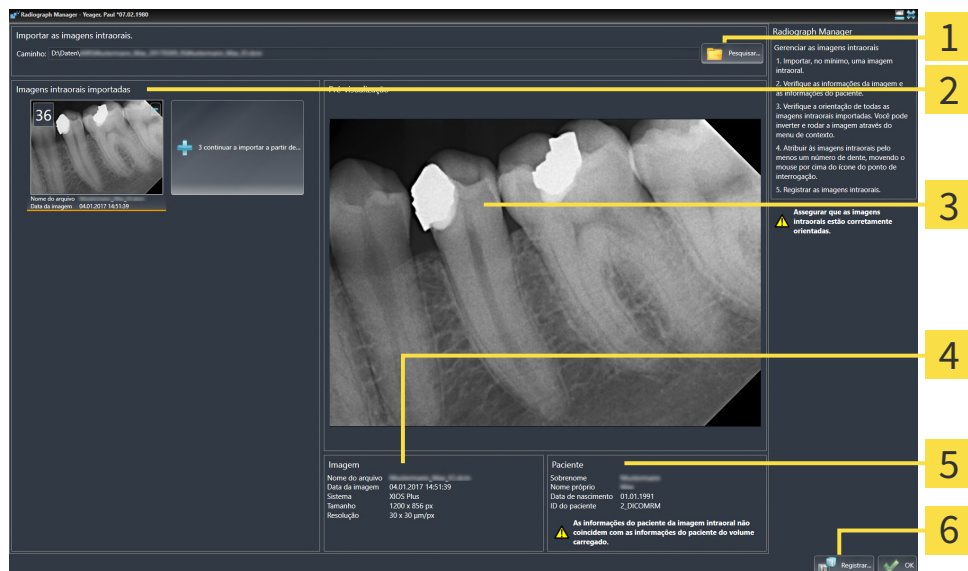 Radiograph Manager - Yeager, Paul *07.02.1980
Importar as imagens intraorais.
Caminho: D:\Daten\
Pesquisar...
Imagens intraorais importadas
36
3 continuar a importar a partir de...
Nome do arquivo
Data da imagem 04.01.2017 14:51:39
Pré-visualização
Imagem
Nome do arquivo
Data da imagem 04.01.2017 14:51:39
Sistema XIOS Plus
Tamanho 1200 x 856 px
Resolução 30 x 30 µm/px
Paciente
Sobrenome
Nome próprio
Data de nascimento 01.01.1991
ID do paciente 2_DICOMRM
As informações do paciente da imagem intraoral não
coincidem com as informações do paciente do volume
carregado.
Radiograph Manager
Gerenciar as imagens intraorais
1. Importar, no mínimo, uma imagem
intraoral.
2. Verifique as informações da imagem e
as informações do paciente.
3. Verifique a orientação de todas as
imagens intraorais importadas. Você pode
inverter e rodar a imagem através do
menu de contexto.
4. Atribuir às imagens intraorais pelo
menos um número de dente, movendo o
mouse por cima do ícone do ponto de
interrogação.
5. Registrar as imagens intraorais.
Assegurar que as imagens
intraorais estão corretamente
orientadas.
Registrar...
OK
1
2
3
4
5
6